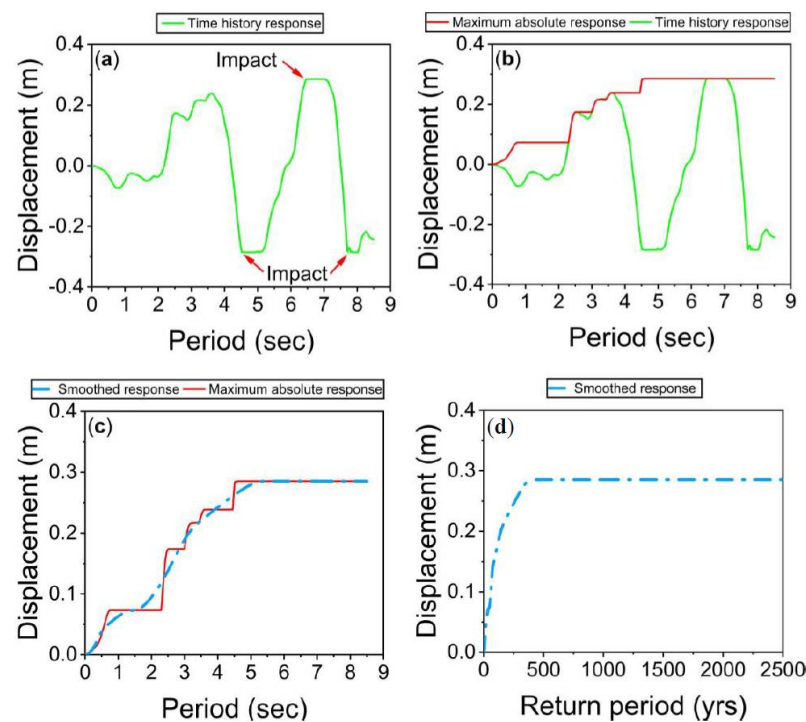 Time history response
(a)
Impact
Impact
Displacement (m)
0.4
0.2
0.0
-0.2
-0.4
0 1 2 3 4 5 6 7 8 9
Period (sec)
Maximum absolute response Time history response
(b)
Displacement (m)
0.4
0.2
0.0
-0.2
-0.4
0 1 2 3 4 5 6 7 8 9
Period (sec)
Smoothed response Maximum absolute response
(c)
Displacement (m)
0.4
0.3
0.2
0.1
0.0
0 1 2 3 4 5 6 7 8 9
Period (sec)
Smoothed response
(d)
Displacement (m)
0.4
0.3
0.2
0.1
0.0
0 500 1000 1500 2000 2500
Return period (yrs)